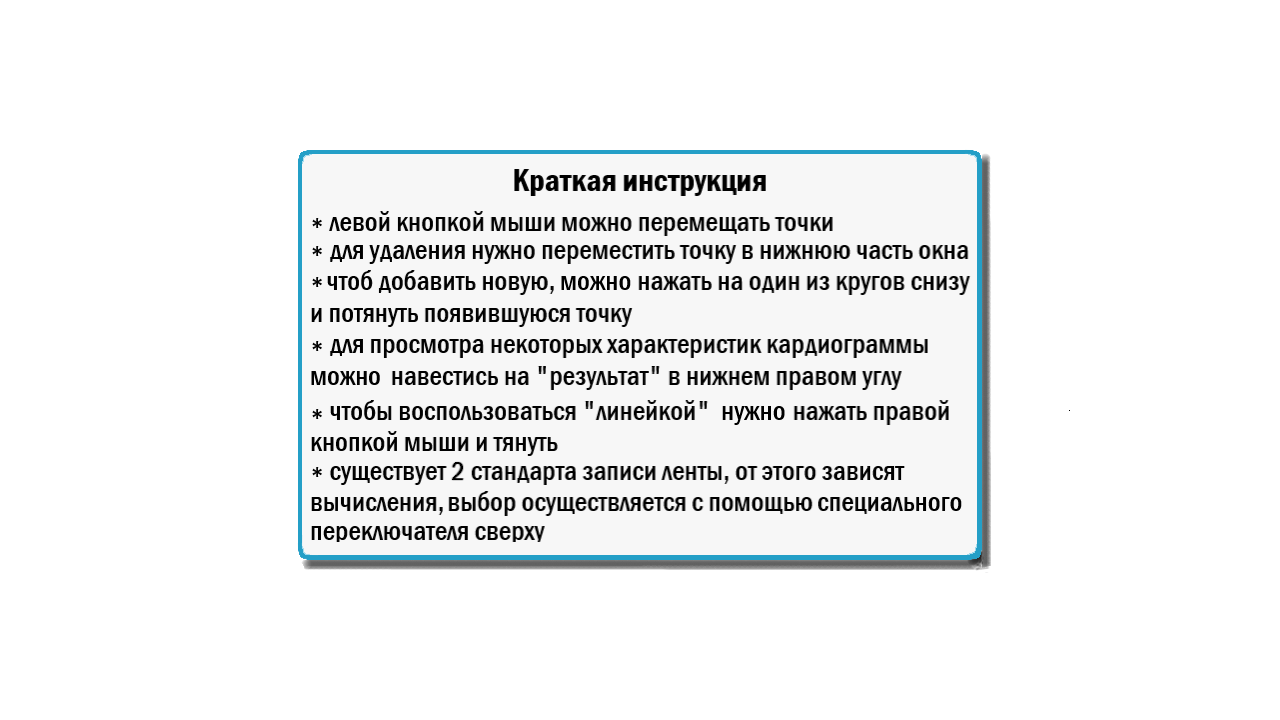 Краткая инструкция
* левой кнопкой мыши можно перемещать точки
* для удаления нужно переместить точку в нижнюю часть окна
* чтоб добавить новую, можно нажать на один из кругов снизу
и потянуть появившуюся точку
* для просмотра некоторых характеристик кардиограммы
можно навестись на "результат" в нижнем правом углу
* чтобы воспользоваться "линейкой" нужно нажать правой
кнопкой мыши и тянуть
* существует 2 стандарта записи ленты, от этого зависят
вычисления, выбор осуществляется с помощью специального
переключателя сверху